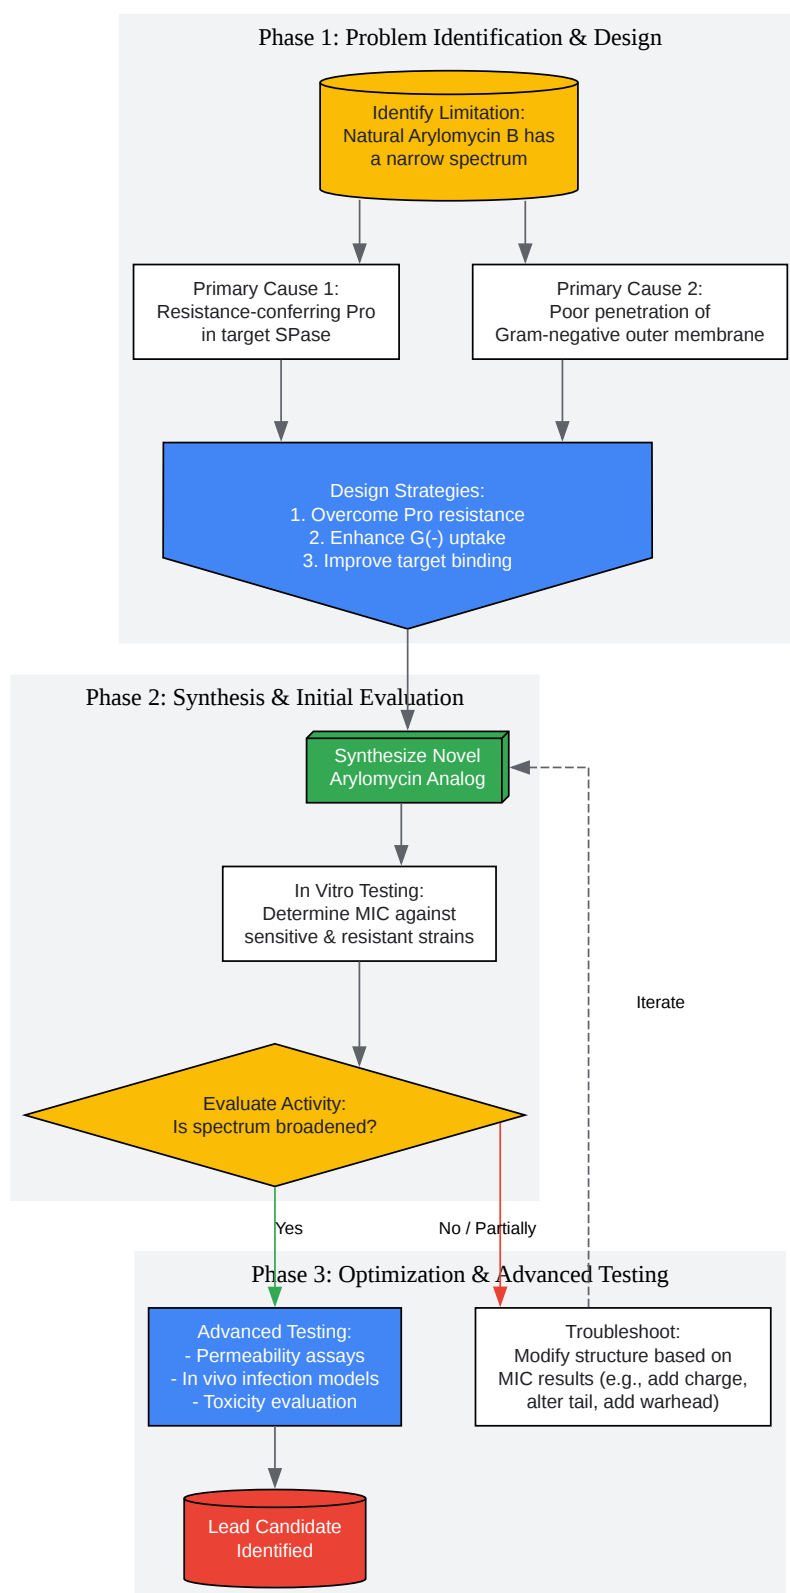 Phase 1: Problem Identification & Design
Identify Limitation:
Natural Arylomycin B has
a narrow spectrum
Primary Cause 1:
Resistance-conferring Pro
in target SPase
Primary Cause 2:
Poor penetration of
Gram-negative outer membrane
Design Strategies:
1. Overcome Pro resistance
2. Enhance G(-) uptake
3. Improve target binding
Phase 2: Synthesis & Initial Evaluation
Synthesize Novel
Arylomycin Analog
In Vitro Testing:
Determine MIC against
sensitive & resistant strains
Iterate
Evaluate Activity:
Is spectrum broadened?
Yes
No / Partially
Phase 3: Optimization & Advanced Testing
Advanced Testing:
- Permeability assays
- In vivo infection models
- Toxicity evaluation
Troubleshoot:
Modify structure based on
MIC results (e.g., add charge,
alter tail, add warhead)
Lead Candidate
Identified